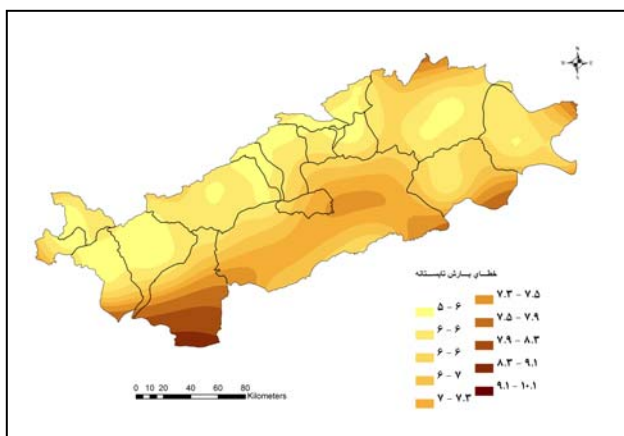 N
W E
S
خطای بارش تابستانه
۵ – ۶
۶ – ۶
۶ – ۶
۶ – ۷
۷ – ۷.۳
۷.۳ – ۷.۵
۷.۵ – ۷.۹
۷.۹ – ۸.۳
۸.۳ – ۹.۱
۹.۱ – ۱۰.۱
0 5 10 20 40 60 80
Kilometers